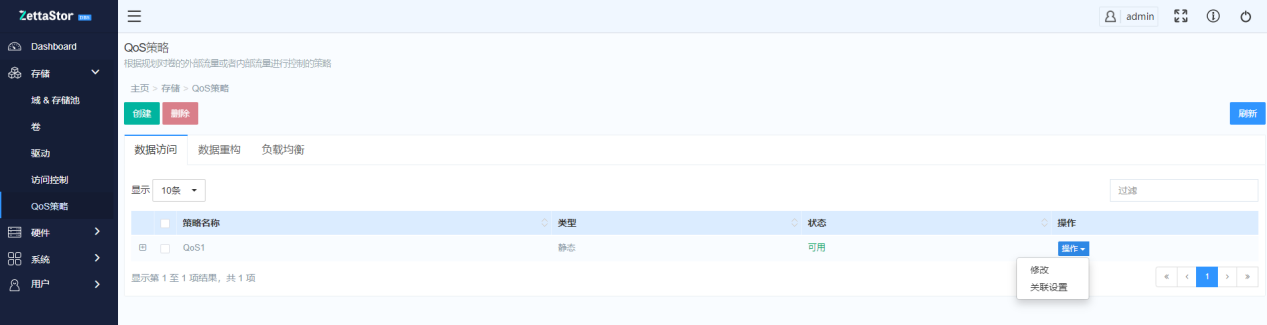 ZettaStor
admin
Dashboard
存储
域 & 存储池
卷
驱动
访问控制
QoS策略
硬件
系统
用户
QoS策略
根据规划对卷的外部流量或者内部流量进行控制的策略
主页 > 存储 > QoS策略
创建 删除 刷新
数据访问 数据重构 负载均衡
显示 10条 过滤
策略名称 类型 状态 操作
QoS1 静态 可用 操作
修改
关联设置
显示第 1 至 1 项结果，共 1 项
« ‹ 1 › »